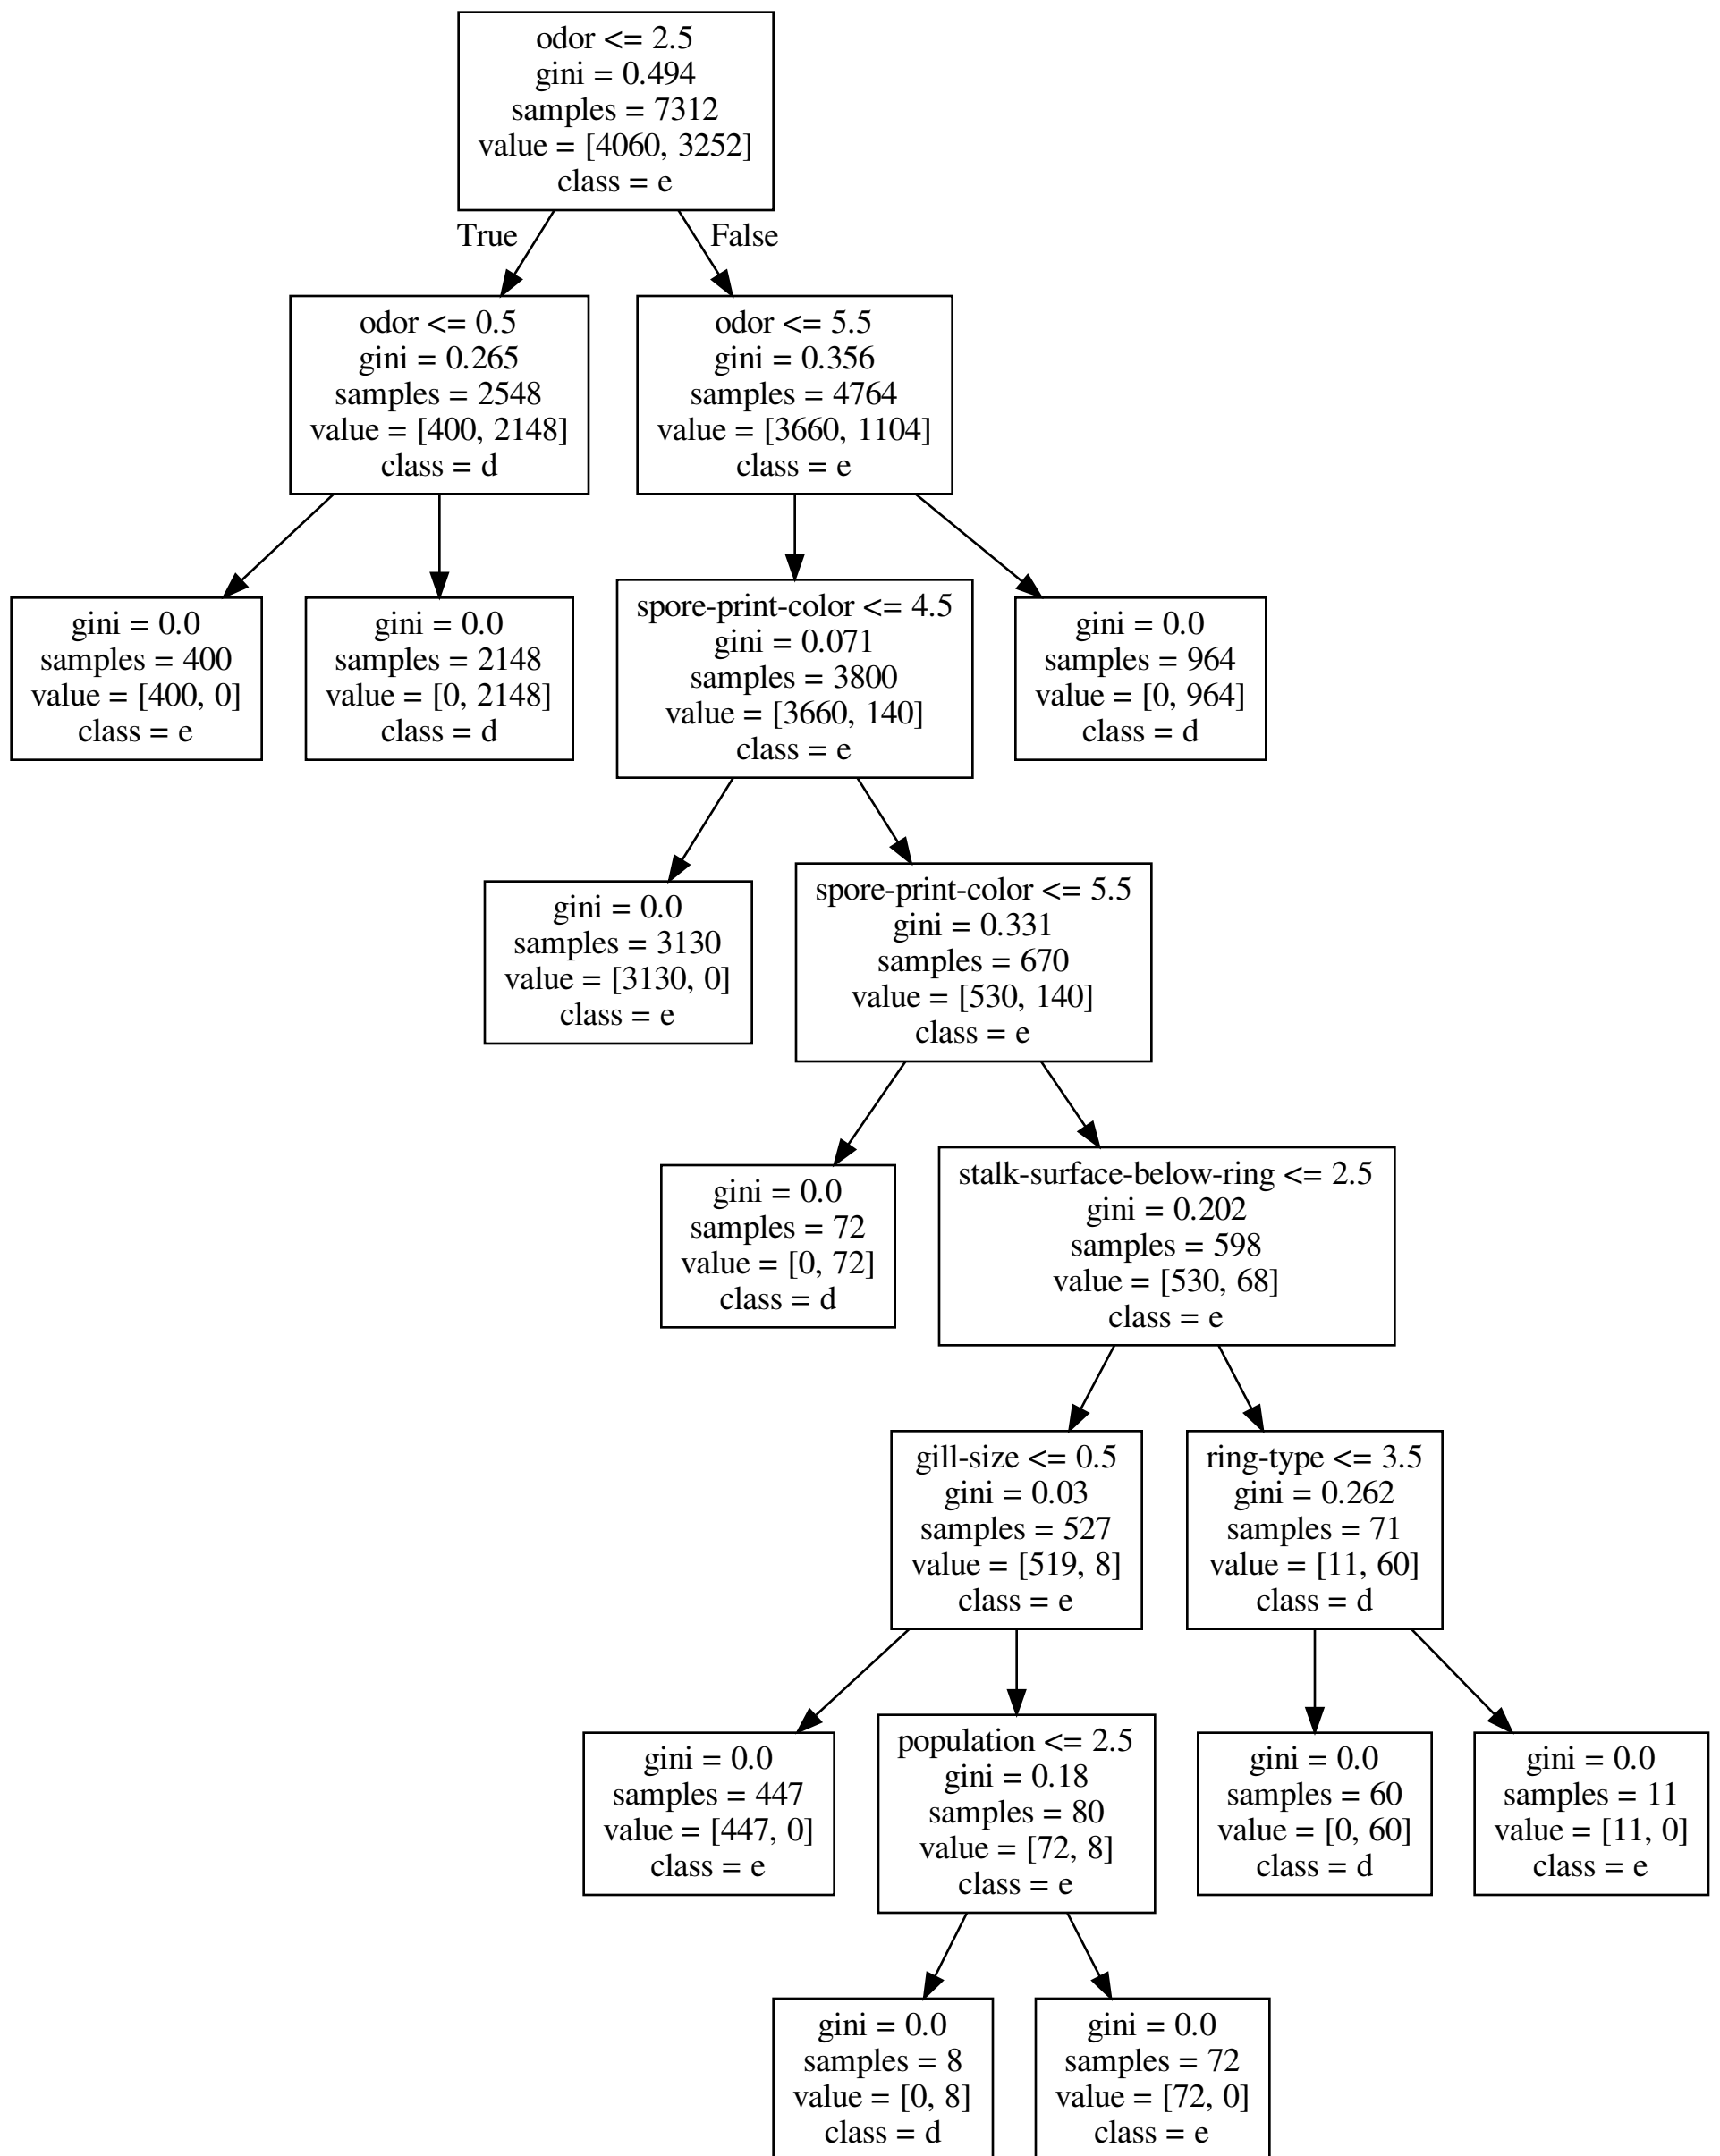 odor <= 2.5
gini = 0.494
samples = 7312
value = [4060, 3252]
class = e
True
False
odor <= 0.5
gini = 0.265
samples = 2548
value = [400, 2148]
class = d
odor <= 5.5
gini = 0.356
samples = 4764
value = [3660, 1104]
class = e
gini = 0.0
samples = 400
value = [400, 0]
class = e
gini = 0.0
samples = 2148
value = [0, 2148]
class = d
spore-print-color <= 4.5
gini = 0.071
samples = 3800
value = [3660, 140]
class = e
gini = 0.0
samples = 964
value = [0, 964]
class = d
gini = 0.0
samples = 3130
value = [3130, 0]
class = e
spore-print-color <= 5.5
gini = 0.331
samples = 670
value = [530, 140]
class = e
gini = 0.0
samples = 72
value = [0, 72]
class = d
stalk-surface-below-ring <= 2.5
gini = 0.202
samples = 598
value = [530, 68]
class = e
gill-size <= 0.5
gini = 0.03
samples = 527
value = [519, 8]
class = e
ring-type <= 3.5
gini = 0.262
samples = 71
value = [11, 60]
class = d
gini = 0.0
samples = 447
value = [447, 0]
class = e
population <= 2.5
gini = 0.18
samples = 80
value = [72, 8]
class = e
gini = 0.0
samples = 60
value = [0, 60]
class = d
gini = 0.0
samples = 11
value = [11, 0]
class = e
gini = 0.0
samples = 8
value = [0, 8]
class = d
gini = 0.0
samples = 72
value = [72, 0]
class = e